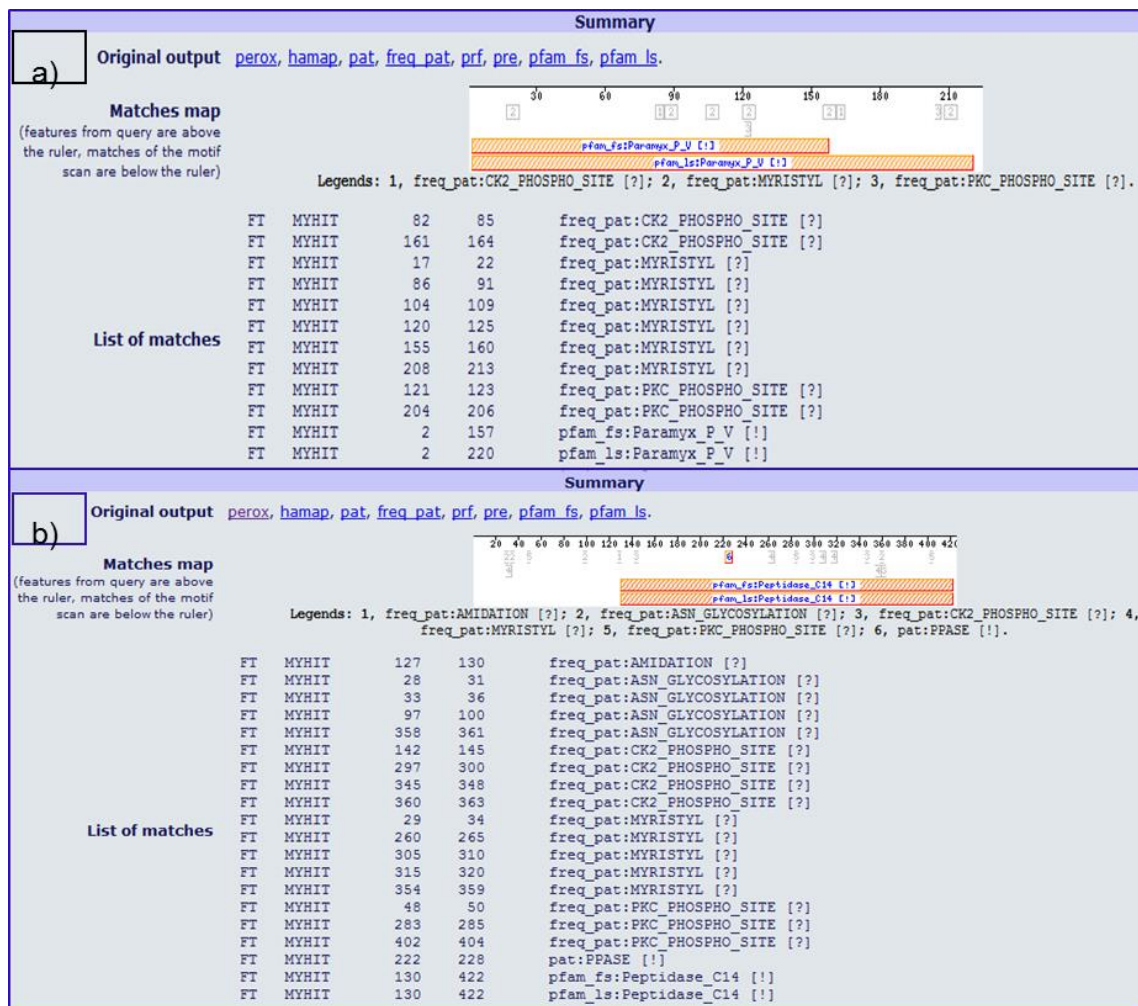 Summary
a)
Original output perox, hamap, pat, freq_pat, prf, pre, pfam_fs, pfam_ls.
Matches map
(features from query are above
the ruler, matches of the motif
scan are below the ruler)
30 60 90 120 150 180 210
2 1 2 2 2 2 1 3 2
pfam_fs:Paramyx_P_V [!]
pfam_ls:Paramyx_P_V [!]
Legends: 1, freq_pat:CK2_PHOSPHO_SITE [?]; 2, freq_pat:MYRISTYL [?]; 3, freq_pat:PKC_PHOSPHO_SITE [?].
List of matches
FT MYHIT 82 85 freq_pat:CK2_PHOSPHO_SITE [?]
FT MYHIT 161 164 freq_pat:CK2_PHOSPHO_SITE [?]
FT MYHIT 17 22 freq_pat:MYRISTYL [?]
FT MYHIT 86 91 freq_pat:MYRISTYL [?]
FT MYHIT 104 109 freq_pat:MYRISTYL [?]
FT MYHIT 120 125 freq_pat:MYRISTYL [?]
FT MYHIT 155 160 freq_pat:MYRISTYL [?]
FT MYHIT 208 213 freq_pat:MYRISTYL [?]
FT MYHIT 121 123 freq_pat:PKC_PHOSPHO_SITE [?]
FT MYHIT 204 206 freq_pat:PKC_PHOSPHO_SITE [?]
FT MYHIT 2 157 pfam_fs:Paramyx_P_V [!]
FT MYHIT 2 220 pfam_ls:Paramyx_P_V [!]
Summary
b)
Original output perox, hamap, pat, freq_pat, prf, pre, pfam_fs, pfam_ls.
Matches map
(features from query are above
the ruler, matches of the motif
scan are below the ruler)
20 40 60 80 100 120 140 160 180 200 220 240 260 280 300 320 340 360 380 400 420
6
pfam_fs:Peptidase_C14 [!]
pfam_ls:Peptidase_C14 [!]
Legends: 1, freq_pat:AMIDATION [?]; 2, freq_pat:ASN_GLYCOSYLATION [?]; 3, freq_pat:CK2_PHOSPHO_SITE [?]; 4,
freq_pat:MYRISTYL [?]; 5, freq_pat:PKC_PHOSPHO_SITE [?]; 6, pat:PPASE [!].
List of matches
FT MYHIT 127 130 freq_pat:AMIDATION [?]
FT MYHIT 28 31 freq_pat:ASN_GLYCOSYLATION [?]
FT MYHIT 33 36 freq_pat:ASN_GLYCOSYLATION [?]
FT MYHIT 97 100 freq_pat:ASN_GLYCOSYLATION [?]
FT MYHIT 358 361 freq_pat:ASN_GLYCOSYLATION [?]
FT MYHIT 142 145 freq_pat:CK2_PHOSPHO_SITE [?]
FT MYHIT 297 300 freq_pat:CK2_PHOSPHO_SITE [?]
FT MYHIT 345 348 freq_pat:CK2_PHOSPHO_SITE [?]
FT MYHIT 360 363 freq_pat:CK2_PHOSPHO_SITE [?]
FT MYHIT 29 34 freq_pat:MYRISTYL [?]
FT MYHIT 260 265 freq_pat:MYRISTYL [?]
FT MYHIT 305 310 freq_pat:MYRISTYL [?]
FT MYHIT 315 320 freq_pat:MYRISTYL [?]
FT MYHIT 354 359 freq_pat:MYRISTYL [?]
FT MYHIT 48 50 freq_pat:PKC_PHOSPHO_SITE [?]
FT MYHIT 283 285 freq_pat:PKC_PHOSPHO_SITE [?]
FT MYHIT 402 404 freq_pat:PKC_PHOSPHO_SITE [?]
FT MYHIT 222 228 pat:PPASE [!]
FT MYHIT 130 422 pfam_fs:Peptidase_C14 [!]
FT MYHIT 130 422 pfam_ls:Peptidase_C14 [!]